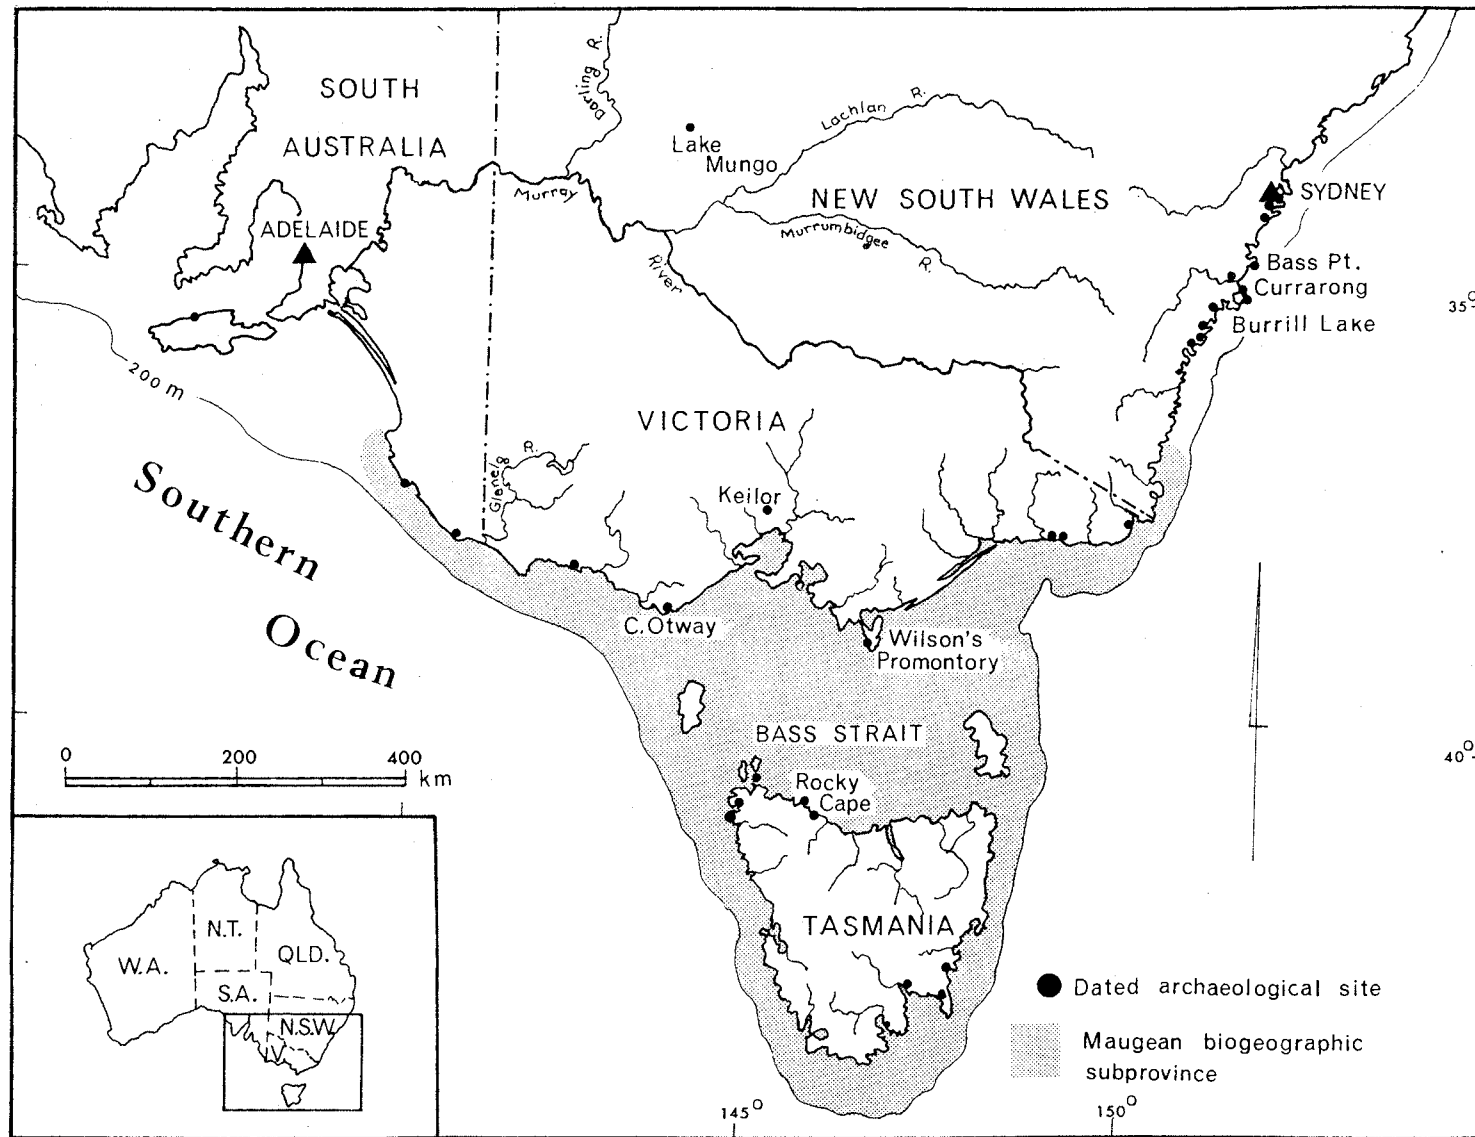 SOUTH
AUSTRALIA
Darling R.
Lake
Mungo
Lachlan R.
NEW SOUTH WALES
SYDNEY
Murray
River
Murrumbidgee
R.
ADELAIDE
Bass Pt.
Currarong
Burrill Lake
35°
200 m
VICTORIA
Glenelg
R.
Keilor
Southern
Ocean
C. Otway
Wilson's
Promontory
BASS STRAIT
40°
0 200 400
km
Rocky
Cape
TASMANIA
W.A.
N.T.
QLD.
S.A.
N.S.W.
V.
Dated archaeological site
Maugean biogeographic
subprovince
145°
150°